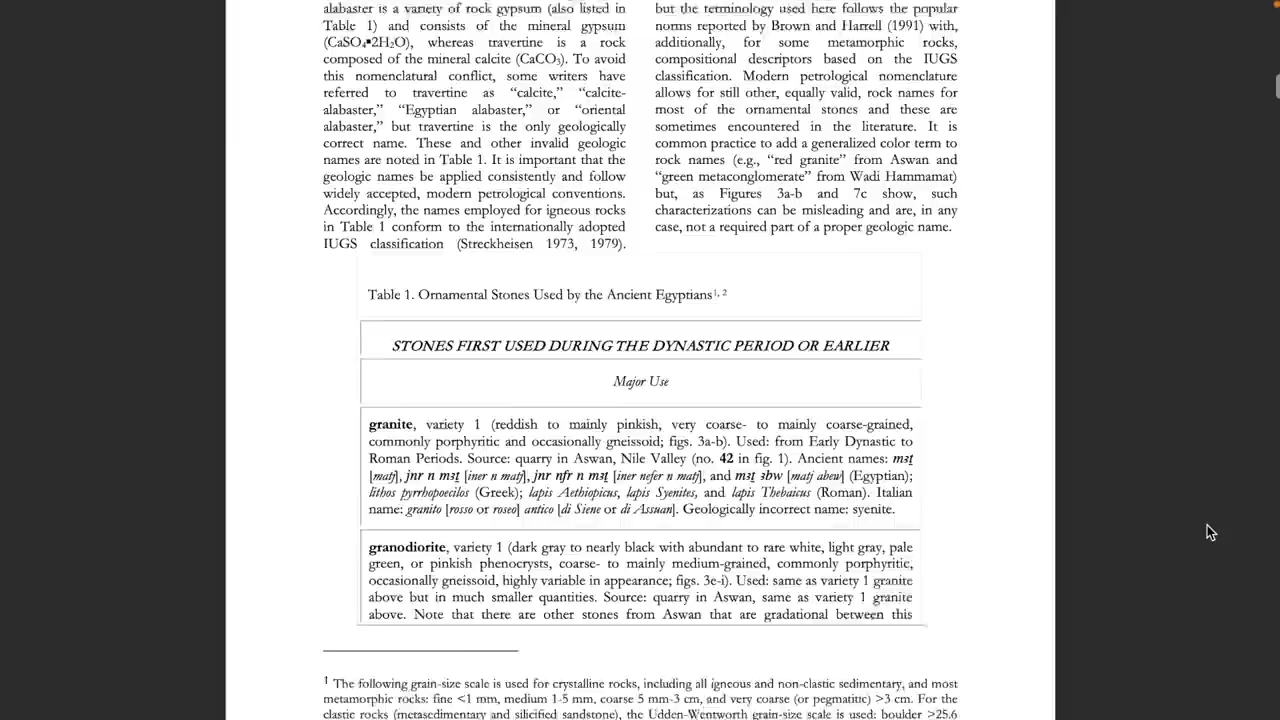 alabaster is a variety of rock gypsum (also listed in
Table 1) and consists of the mineral gypsum
(CaSO₄▪2H₂O), whereas travertine is a rock
composed of the mineral calcite (CaCO₃). To avoid
this nomenclatural conflict, some writers have
referred to travertine as “calcite,” “calcite-
alabaster,” “Egyptian alabaster,” or “oriental
alabaster,” but travertine is the only geologically
correct name. These and other invalid geologic
names are noted in Table 1. It is important that the
geologic names be applied consistently and follow
widely accepted, modern petrological conventions.
Accordingly, the names employed for igneous rocks
in Table 1 conform to the internationally adopted
IUGS classification (Streckheisen 1973, 1979).
but the terminology used here follows the popular
norms reported by Brown and Harrell (1991) with,
additionally, for some metamorphic rocks,
compositional descriptors based on the IUGS
classification. Modern petrological nomenclature
allows for still other, equally valid, rock names for
most of the ornamental stones and these are
sometimes encountered in the literature. It is
common practice to add a generalized color term to
rock names (e.g., “red granite” from Aswan and
“green metaconglomerate” from Wadi Hammamat)
but, as Figures 3a-b and 7c show, such
characterizations can be misleading and are, in any
case, not a required part of a proper geologic name.
Table 1. Ornamental Stones Used by the Ancient Egyptians¹, ²
STONES FIRST USED DURING THE DYNASTIC PERIOD OR EARLIER
Major Use
granite, variety 1 (reddish to mainly pinkish, very coarse- to mainly coarse-grained,
commonly porphyritic and occasionally gneissoid; figs. 3a-b). Used: from Early Dynastic to
Roman Periods. Source: quarry in Aswan, Nile Valley (no. 42 in fig. 1). Ancient names: mꜣṯ
[matj], jnr n mꜣṯ [iner n matj], jnr nfr n mꜣṯ [iner nefer n matj], and mꜣṯ ꜣbw [matj abew] (Egyptian);
lithos pyrrhopoecilos (Greek); lapis Aethiopicus, lapis Syenites, and lapis Thebaicus (Roman). Italian
name: granito [rosso or roseo] antico [di Siene or di Assuan]. Geologically incorrect name: syenite.
granodiorite, variety 1 (dark gray to nearly black with abundant to rare white, light gray, pale
green, or pinkish phenocrysts, coarse- to mainly medium-grained, commonly porphyritic,
occasionally gneissoid, highly variable in appearance; figs. 3e-i). Used: same as variety 1 granite
above but in much smaller quantities. Source: quarry in Aswan, same as variety 1 granite
above. Note that there are other stones from Aswan that are gradational between this
¹ The following grain-size scale is used for crystalline rocks, including all igneous and non-clastic sedimentary, and most
metamorphic rocks: fine <1 mm, medium 1-5 mm, coarse 5 mm-3 cm, and very coarse (or pegmatitic) >3 cm. For the
clastic rocks (metasedimentary and silicified sandstone), the Udden-Wentworth grain-size scale is used: boulder >25.6